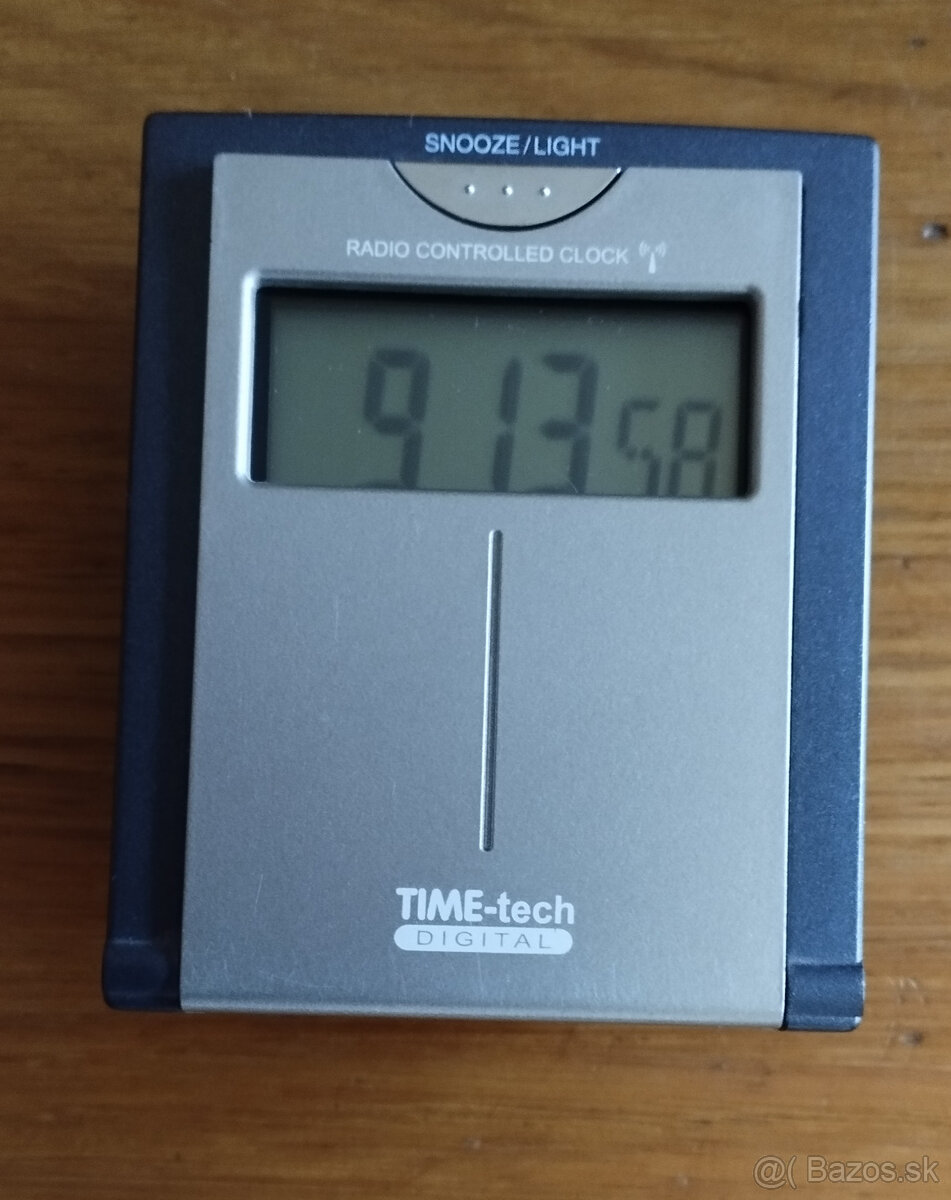 SNOOZE/LIGHT
RADIO CONTROLLED CLOCK
9 13 58
TIME-tech
DIGITAL
@( Bazos.sk